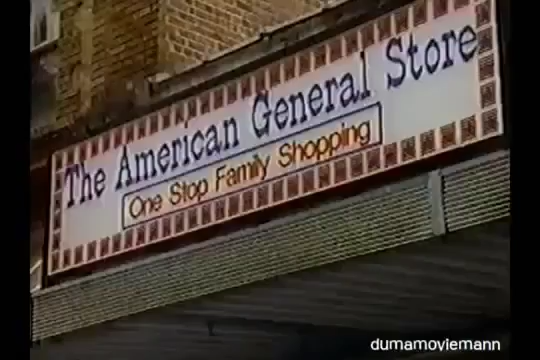 The American General Store
One Stop Family Shopping
dumamoviemann